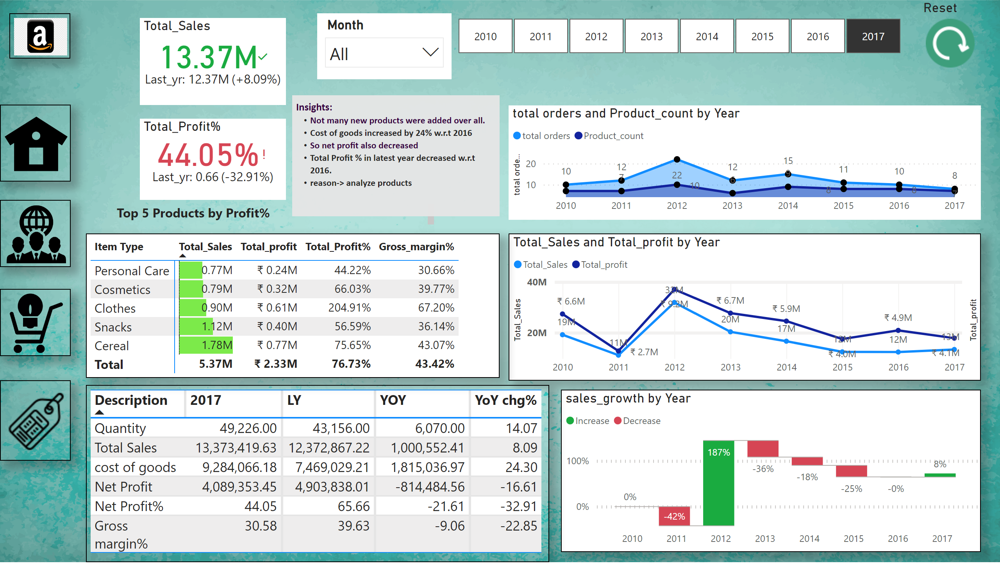 Reset
a
Total_Sales
13.37M
Last_yr: 12.37M (+8.09%)
Month
All
2010 2011 2012 2013 2014 2015 2016 2017
Total_Profit%
44.05% !
Last_yr: 0.66 (-32.91%)
Insights:
• Not many new products were added over all.
• Cost of goods increased by 24% w.r.t 2016
• So net profit also decreased
• Total Profit % in latest year decreased w.r.t
2016.
• reason-> analyze products
total orders and Product_count by Year
total orders Product_count
total orde...
20
10
10 12 22 12 15 11 10 8
7 10 6 9 8 8 7
2010 2011 2012 2013 2014 2015 2016 2017
Top 5 Products by Profit%
Item Type Total_Sales Total_profit Total_Profit% Gross_margin%
Personal Care 0.77M ₹ 0.24M 44.22% 30.66%
Cosmetics 0.79M ₹ 0.32M 66.03% 39.77%
Clothes 0.90M ₹ 0.61M 204.91% 67.20%
Snacks 1.12M ₹ 0.40M 56.59% 36.14%
Cereal 1.78M ₹ 0.77M 75.65% 43.07%
Total 5.37M ₹ 2.33M 76.73% 43.42%
Total_Sales and Total_profit by Year
Total_Sales Total_profit
Total_Sales
40M
20M
₹ 6.6M ₹ 2.7M ₹ 9.2M ₹ 6.7M ₹ 5.9M ₹ 4.0M ₹ 4.9M ₹ 4.1M
19M 11M 32M 20M 17M 12M 12M 13M
Total_profit
2010 2011 2012 2013 2014 2015 2016 2017
Description 2017 LY YOY YoY chg%
Quantity 49,226.00 43,156.00 6,070.00 14.07
Total Sales 13,373,419.63 12,372,867.22 1,000,552.41 8.09
cost of goods 9,284,066.18 7,469,029.21 1,815,036.97 24.30
Net Profit 4,089,353.45 4,903,838.01 -814,484.56 -16.61
Net Profit% 44.05 65.66 -21.61 -32.91
Gross 30.58 39.63 -9.06 -22.85
margin%
sales_growth by Year
Increase Decrease
100%
0%
0% -42% 187% -36% -18% -25% -0% 8%
2010 2011 2012 2013 2014 2015 2016 2017